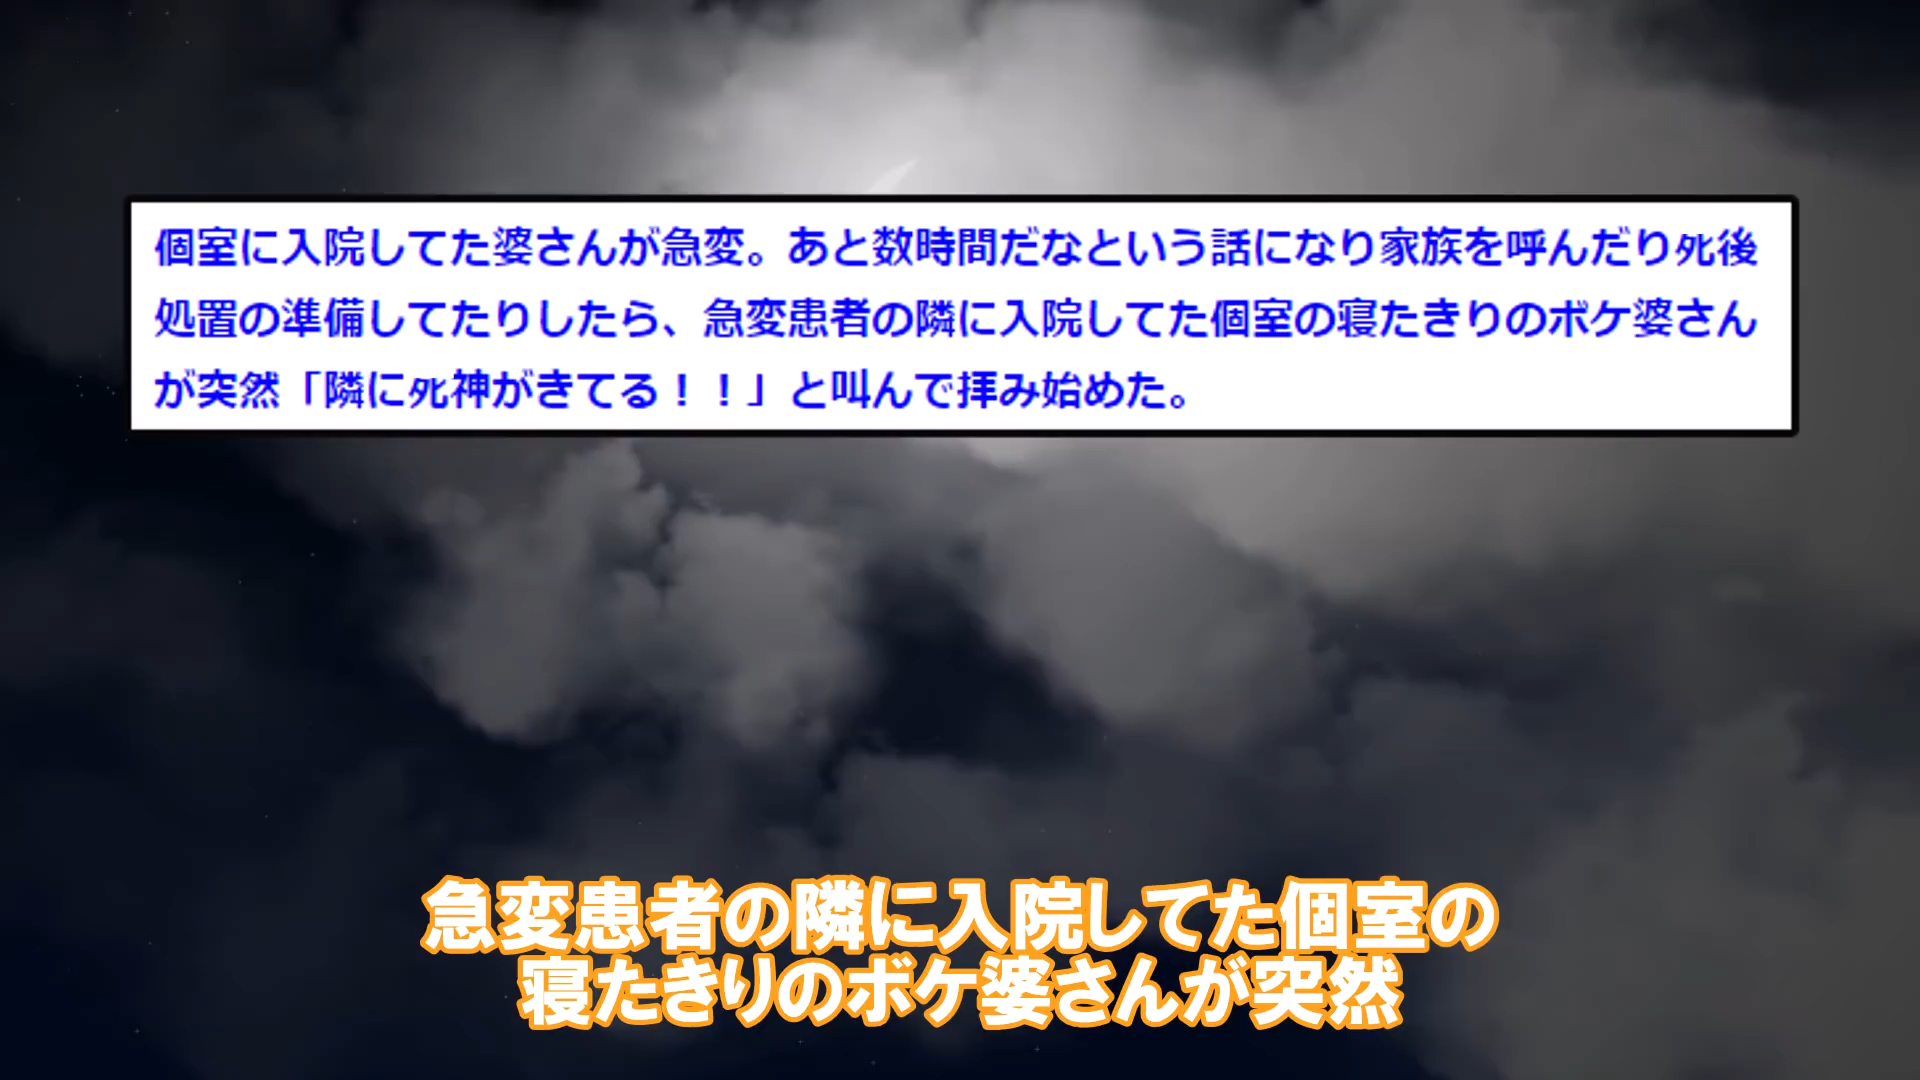 個室に入院してた婆さんが急変。あと数時間だなという話になり家族を呼んだり死後
処置の準備してたりしたら、急変患者の隣に入院してた個室の寝たきりのボケ婆さん
が突然「隣に死神がきてる！！」と叫んで拝み始めた。
急変患者の隣に入院してた個室の
寝たきりのボケ婆さんが突然